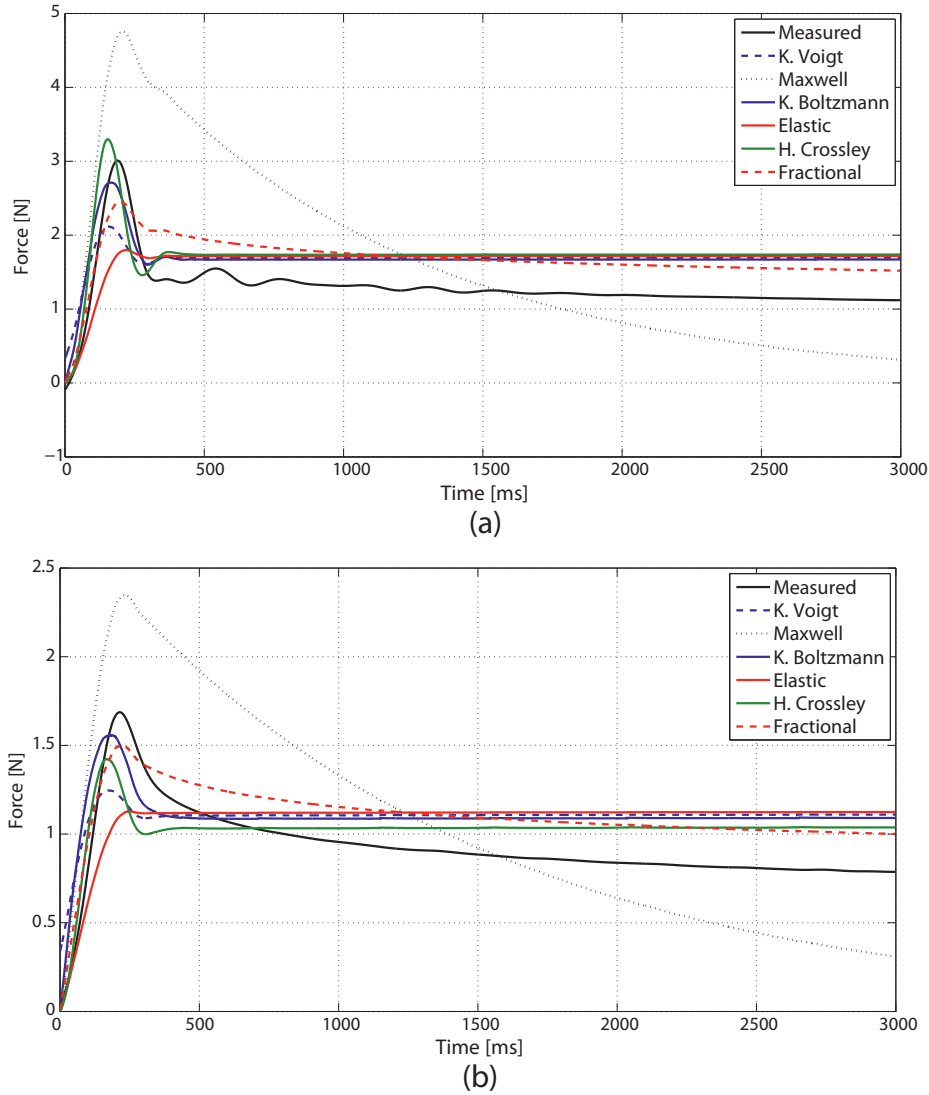 5
4
3
2
1
0
−1
Force [N]
0
500
1000
1500
2000
2500
3000
Time [ms]
Measured
K. Voigt
Maxwell
K. Boltzmann
Elastic
H. Crossley
Fractional
(a)
2.5
2
1.5
1
0.5
0
Force [N]
0
500
1000
1500
2000
2500
3000
Time [ms]
Measured
K. Voigt
Maxwell
K. Boltzmann
Elastic
H. Crossley
Fractional
(b)